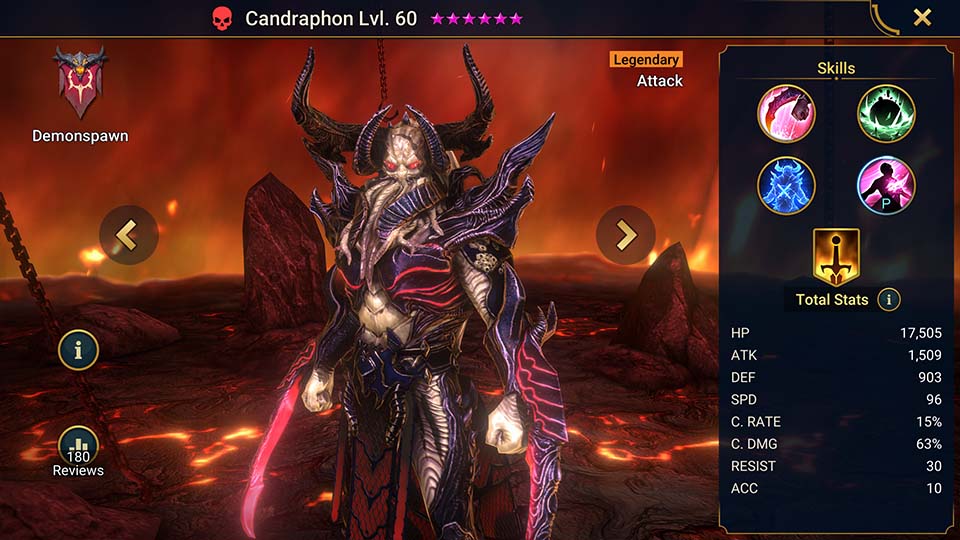 Candraphon Lvl. 60
Demonspawn
Legendary
Attack
Skills
P
Total Stats
i
HP 17,505
ATK 1,509
DEF 903
SPD 96
C. RATE 15%
C. DMG 63%
RESIST 30
ACC 10
i
180
Reviews